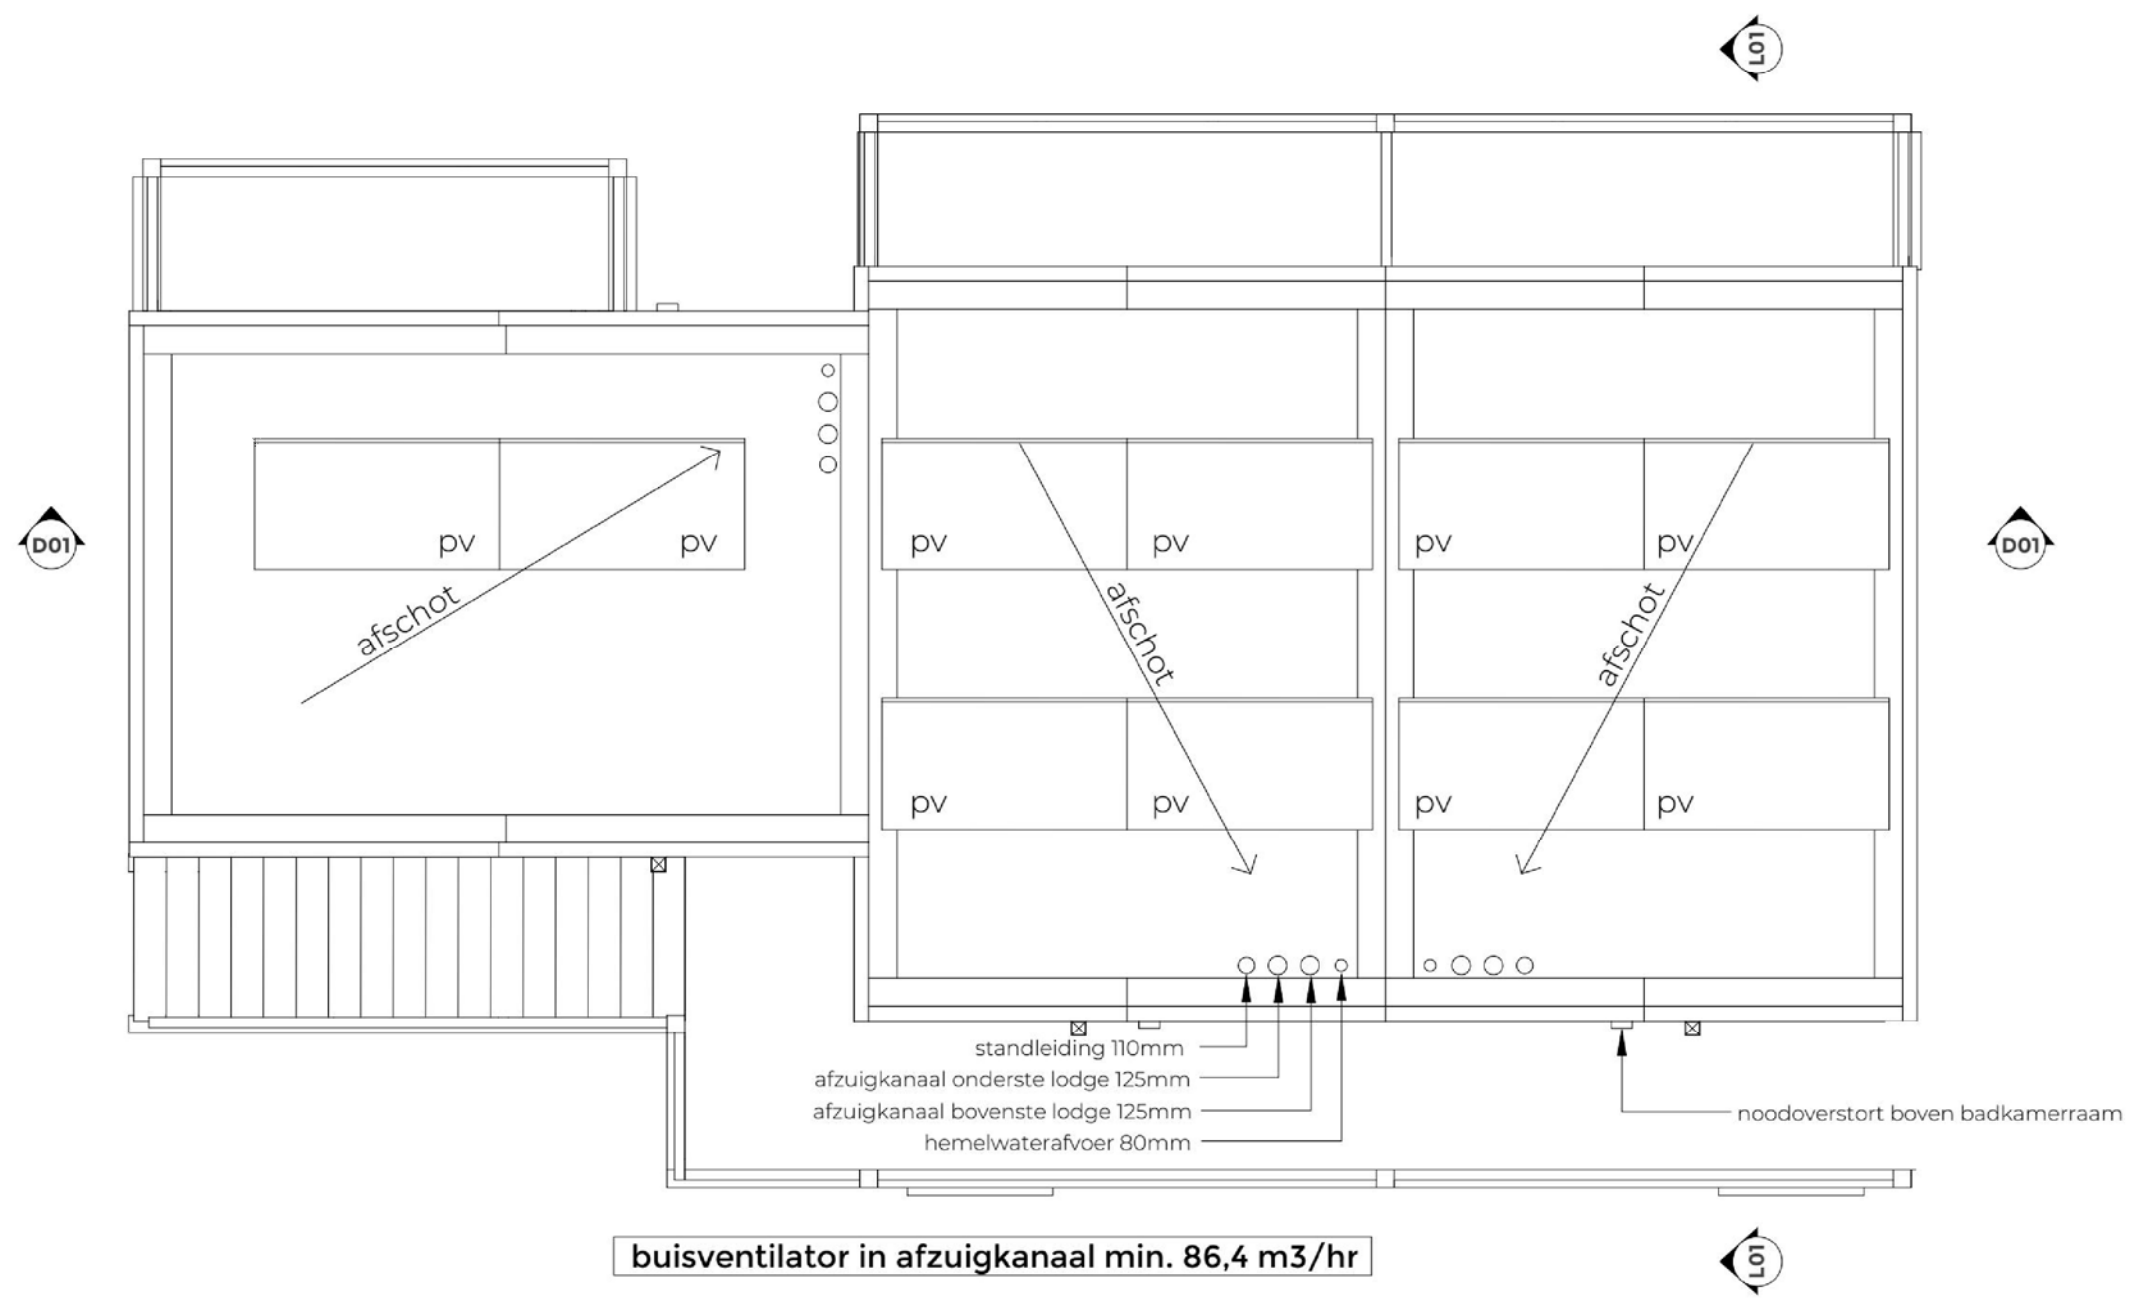 L01
pv
pv
pv
pv
pv
pv
D01
D01
afschot
afschot
afschot
pv
pv
pv
pv
standleiding 110mm
afzuigkanaal onderste lodge 125mm
afzuigkanaal bovenste lodge 125mm
noodoverstort boven badkamerraam
hemelwaterafvoer 80mm
buisventilator in afzuigkanaal min. 86,4 m3/hr
L01